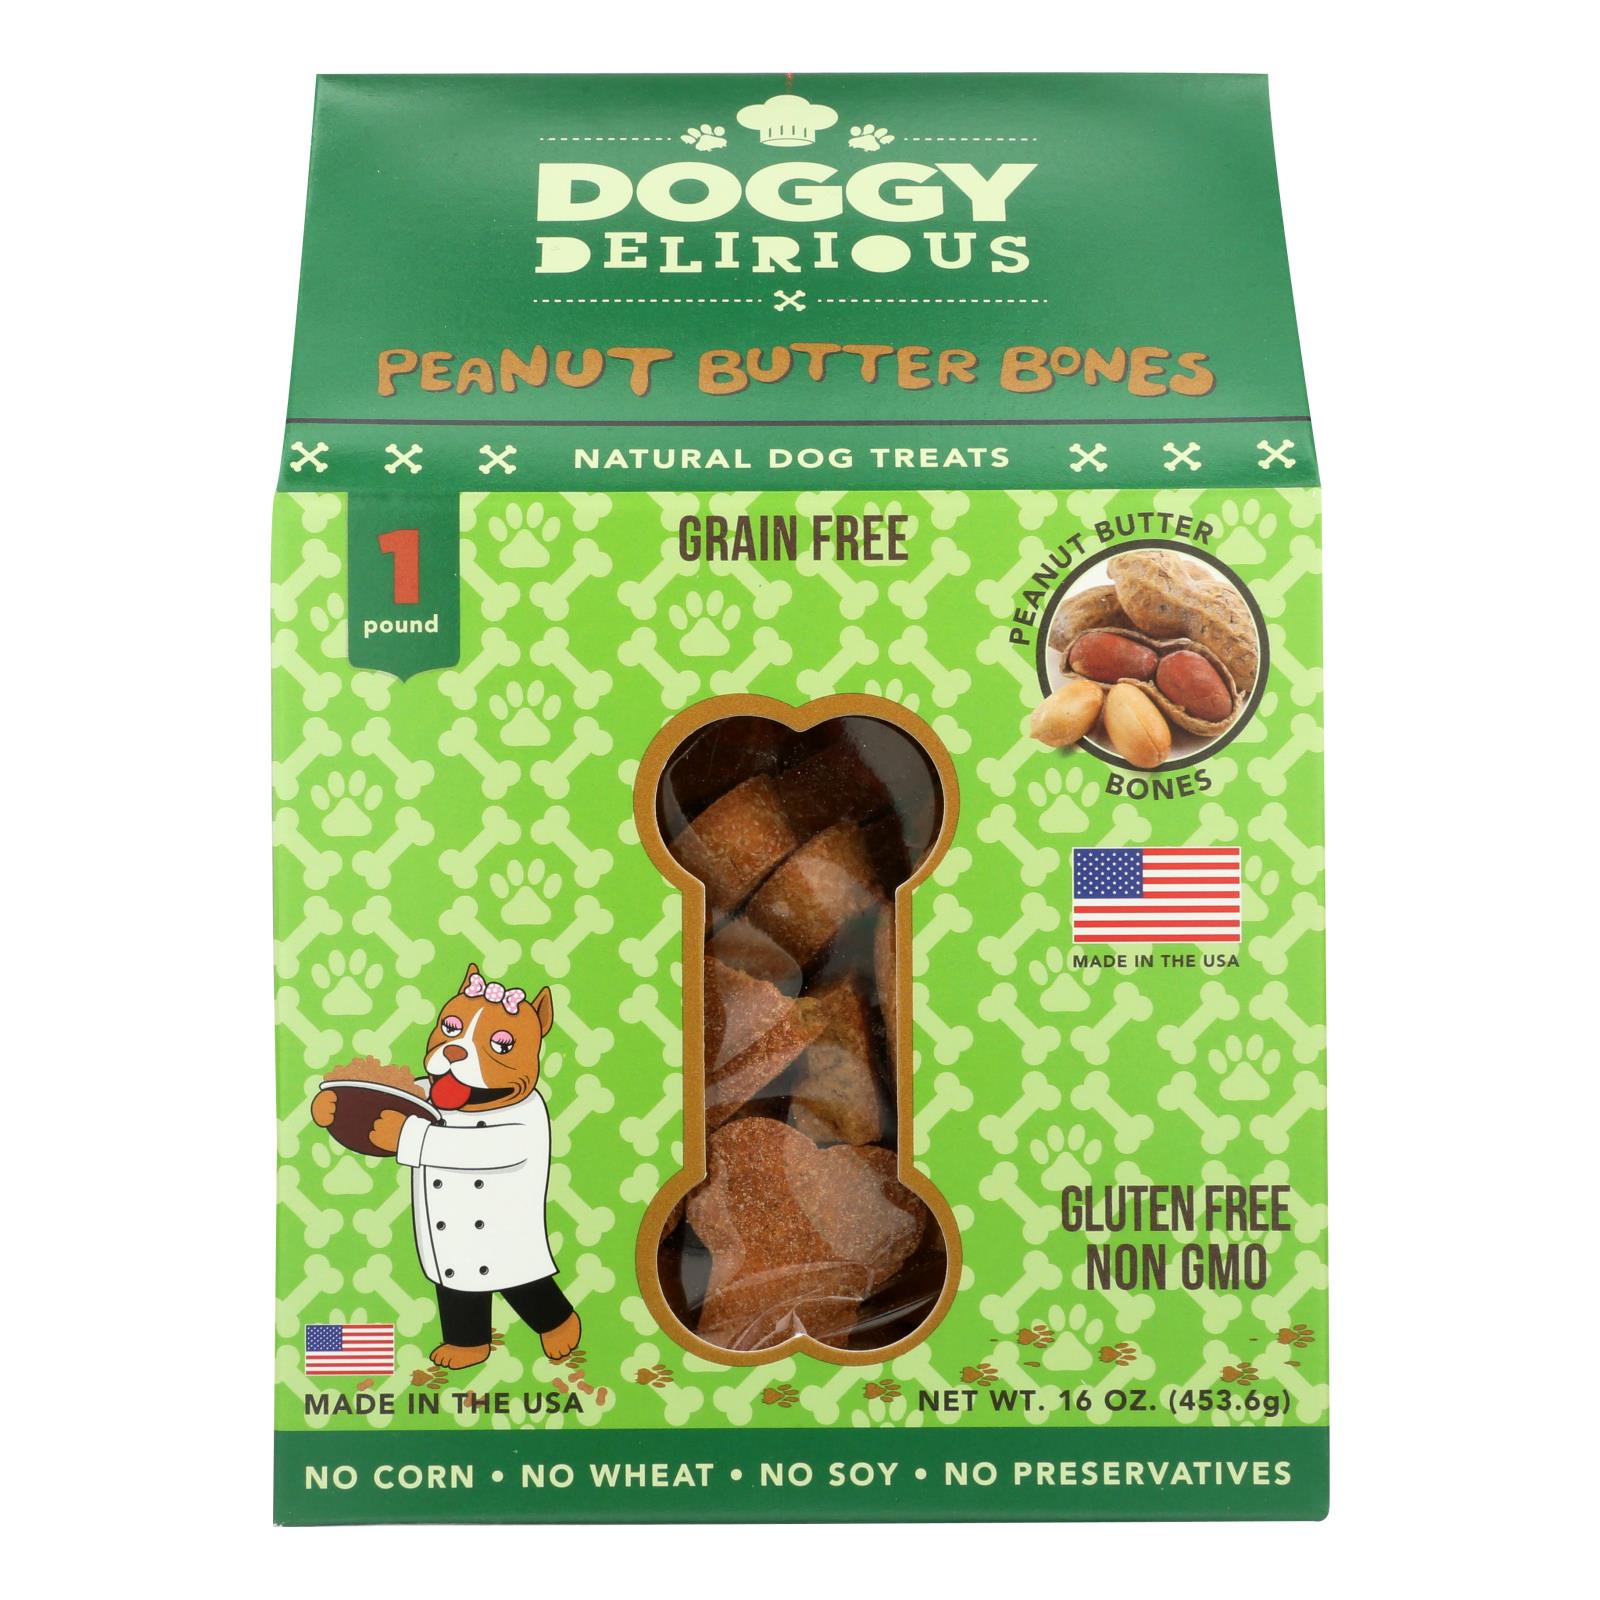 DOGGY
DELIRIOUS
PEANUT BUTTER BONES
NATURAL DOG TREATS
1
pound
GRAIN FREE
PEANUT BUTTER
BONES
MADE IN THE USA
GLUTEN FREE
NON GMO
MADE IN THE USA
NET WT. 16 OZ. (453.6g)
NO CORN • NO WHEAT • NO SOY • NO PRESERVATIVES